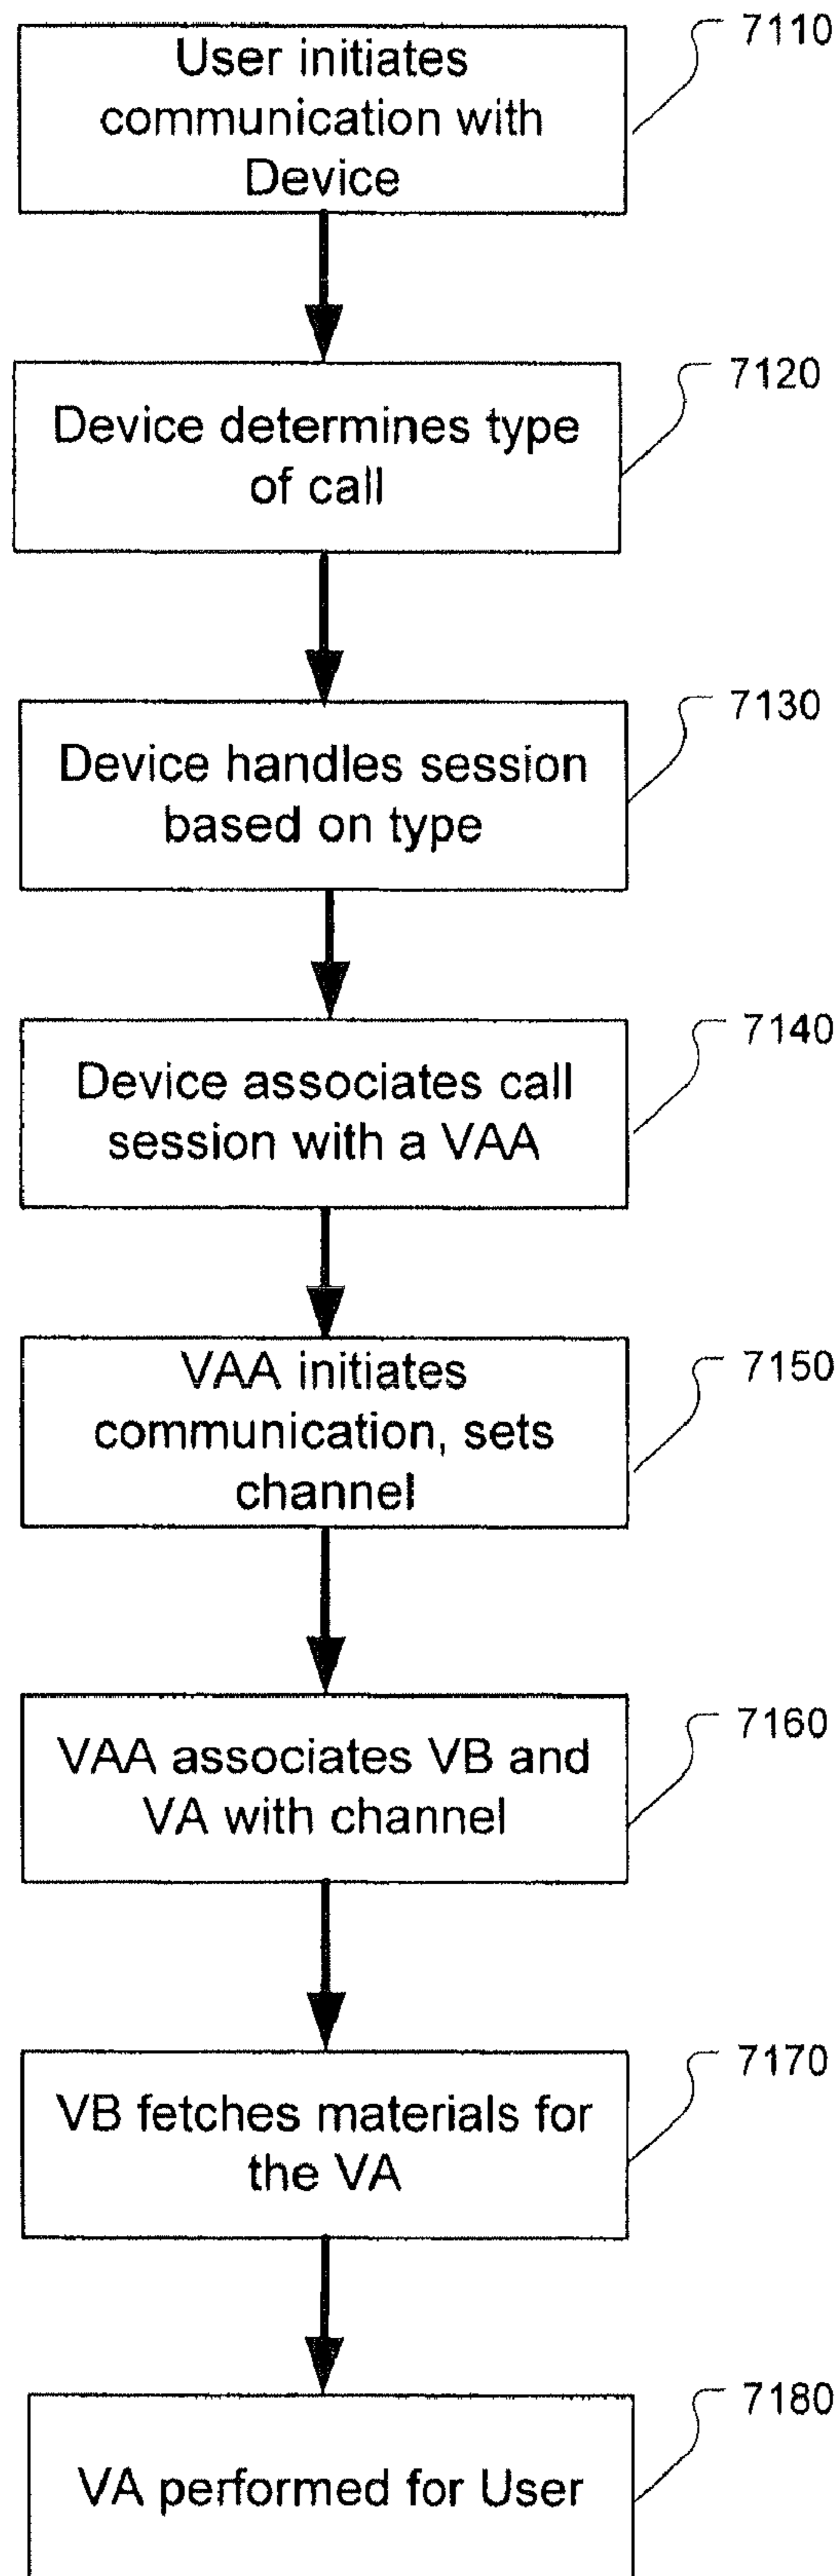 7110
User initiates
communication with
Device
7120
Device determines type
of call
7130
Device handles session
based on type
7140
Device associates call
session with a VAA
7150
VAA initiates
communication, sets
channel
7160
VAA associates VB and
VA with channel
7170
VB fetches materials for
the VA
7180
VA performed for User